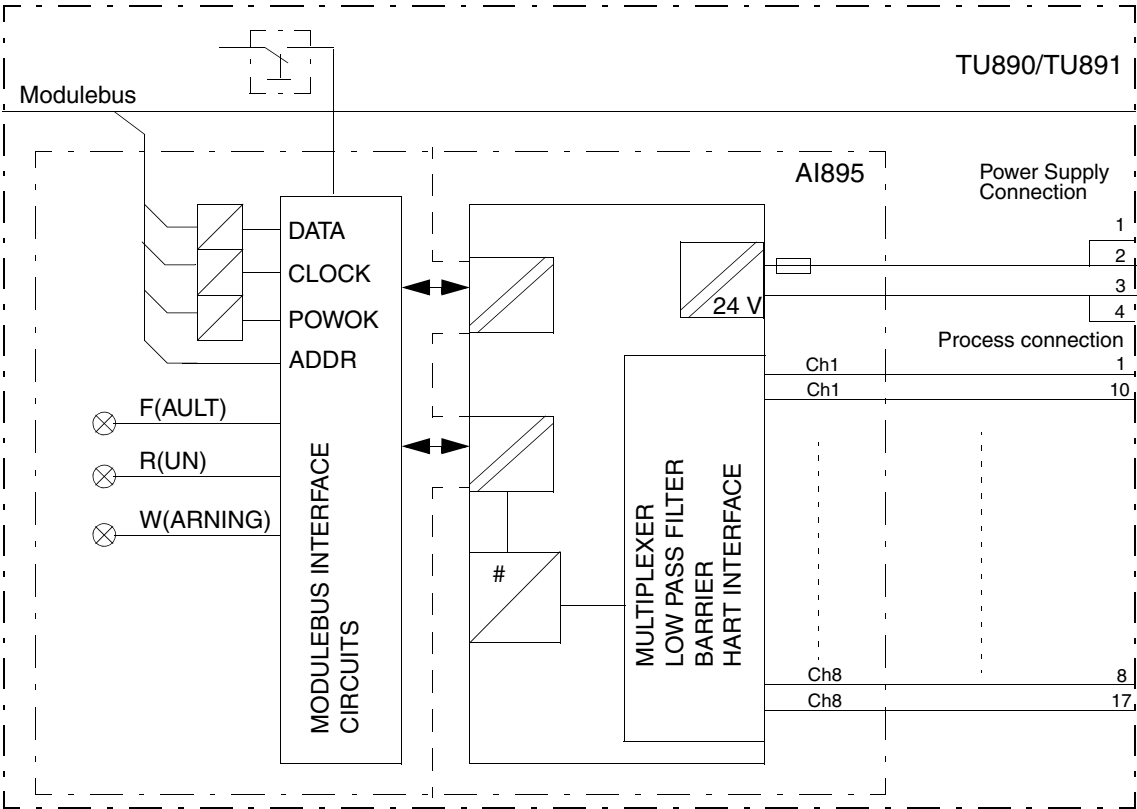 TU890/TU891
Modulebus
AI895
Power Supply
Connection
1
DATA
2
CLOCK
3
24 V
4
POWOK
Process connection
ADDR
Ch1
1
Ch1
10
F(AULT)
R(UN)
W(ARNING)
MODULEBUS INTERFACE
CIRCUITS
#
MULTIPLEXER
LOW PASS FILTER
BARRIER
HART INTERFACE
Ch8
8
Ch8
17